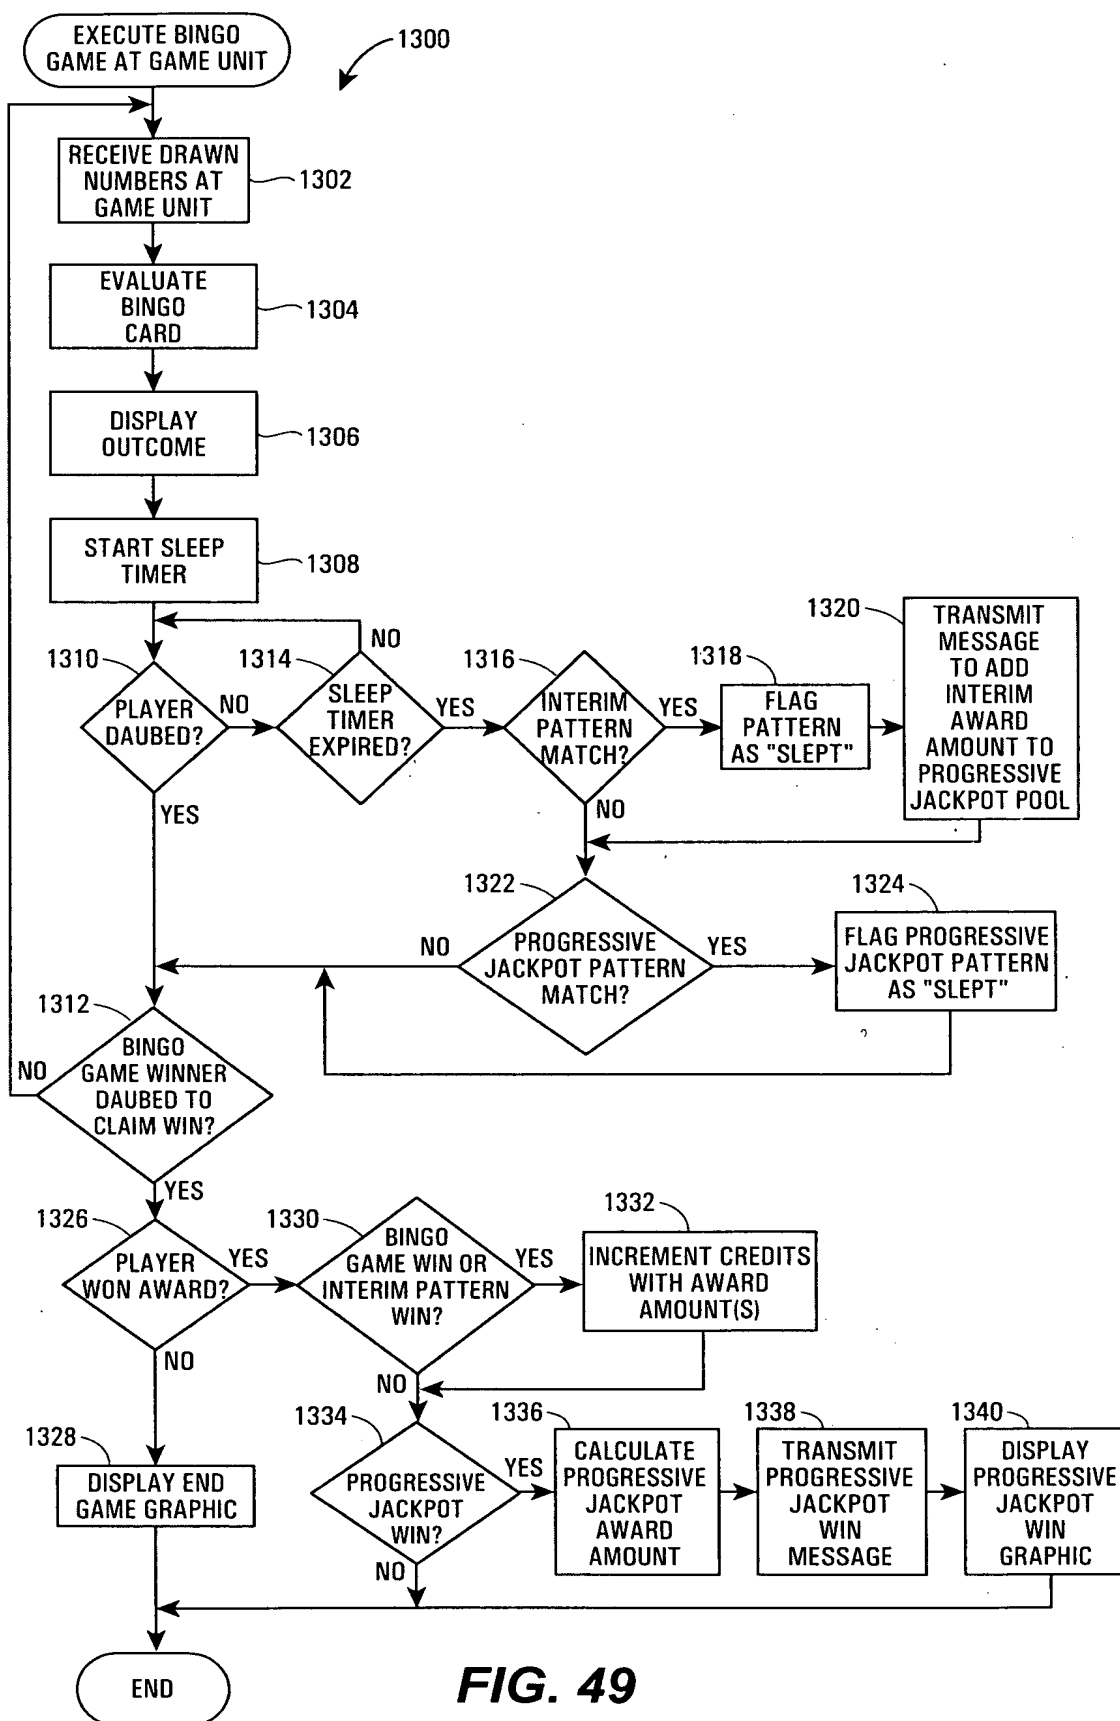 EXECUTE BINGO
GAME AT GAME UNIT
1300
RECEIVE DRAWN
NUMBERS AT
GAME UNIT
1302
EVALUATE
BINGO
CARD
1304
DISPLAY
OUTCOME
1306
START SLEEP
TIMER
1308
1310
PLAYER
DAUBED?
NO
YES
1314
SLEEP
TIMER
EXPIRED?
NO
YES
1316
INTERIM
PATTERN
MATCH?
YES
NO
1318
FLAG
PATTERN
AS "SLEPT"
1320
TRANSMIT
MESSAGE
TO ADD
INTERIM
AWARD
AMOUNT TO
PROGRESSIVE
JACKPOT POOL
1322
PROGRESSIVE
JACKPOT PATTERN
MATCH?
NO
YES
1324
FLAG PROGRESSIVE
JACKPOT PATTERN
AS "SLEPT"
1312
BINGO
GAME WINNER
DAUBED TO
CLAIM WIN?
NO
YES
1326
PLAYER
WON AWARD?
YES
NO
1328
DISPLAY END
GAME GRAPHIC
1330
BINGO
GAME WIN OR
INTERIM PATTERN
WIN?
YES
NO
1332
INCREMENT CREDITS
WITH AWARD
AMOUNT(S)
1334
PROGRESSIVE
JACKPOT
WIN?
YES
NO
1336
CALCULATE
PROGRESSIVE
JACKPOT
AWARD
AMOUNT
1338
TRANSMIT
PROGRESSIVE
JACKPOT
WIN
MESSAGE
1340
DISPLAY
PROGRESSIVE
JACKPOT
WIN
GRAPHIC
END
FIG. 49